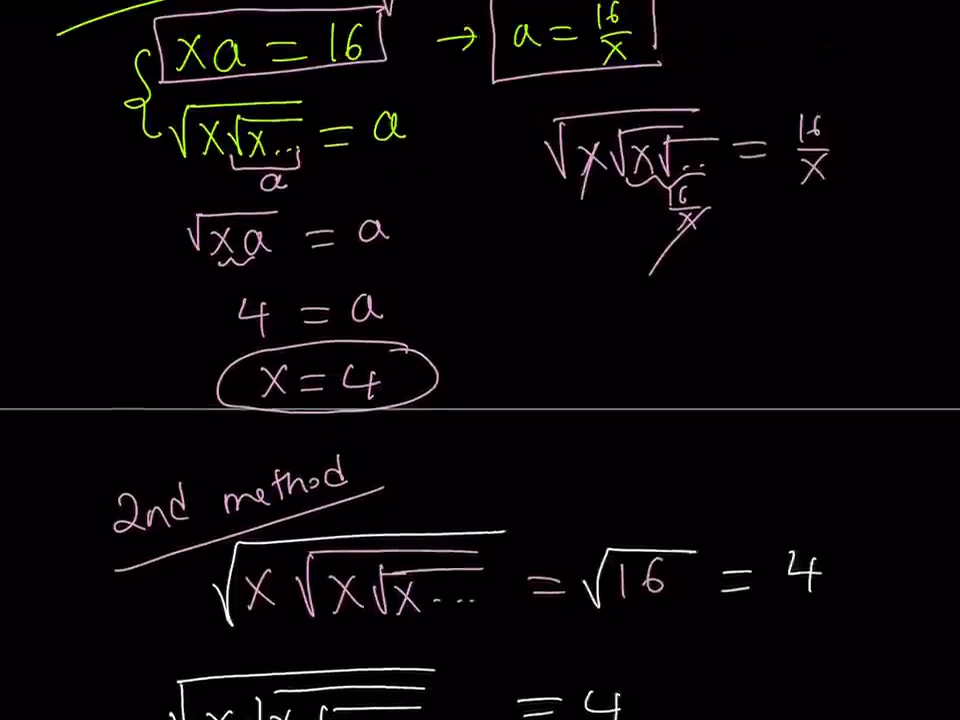 xa = 16 → a = 16/x
√(x√(x...)) = a
a
√(x√(x√...)) = 16/x
16/x
√(xa) = a
4 = a
x = 4
2nd method
√(x√(x√(x...))) = √16 = 4
= 4